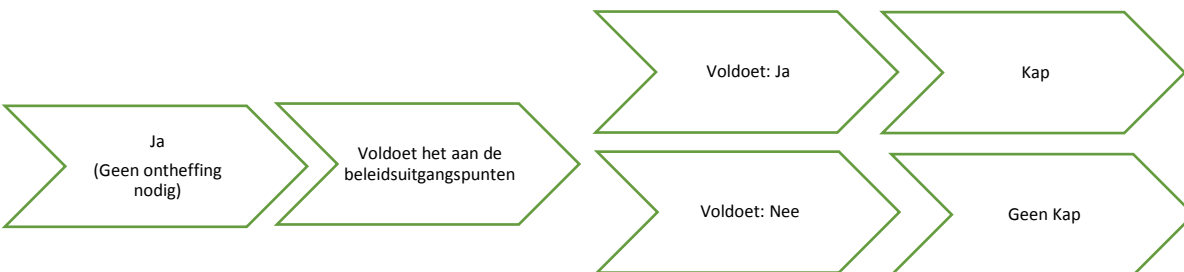 Ja
(Geen ontheffing
nodig)
Voldoet het aan de
beleidsuitgangspunten
Voldoet: Ja
Kap
Voldoet: Nee
Geen Kap